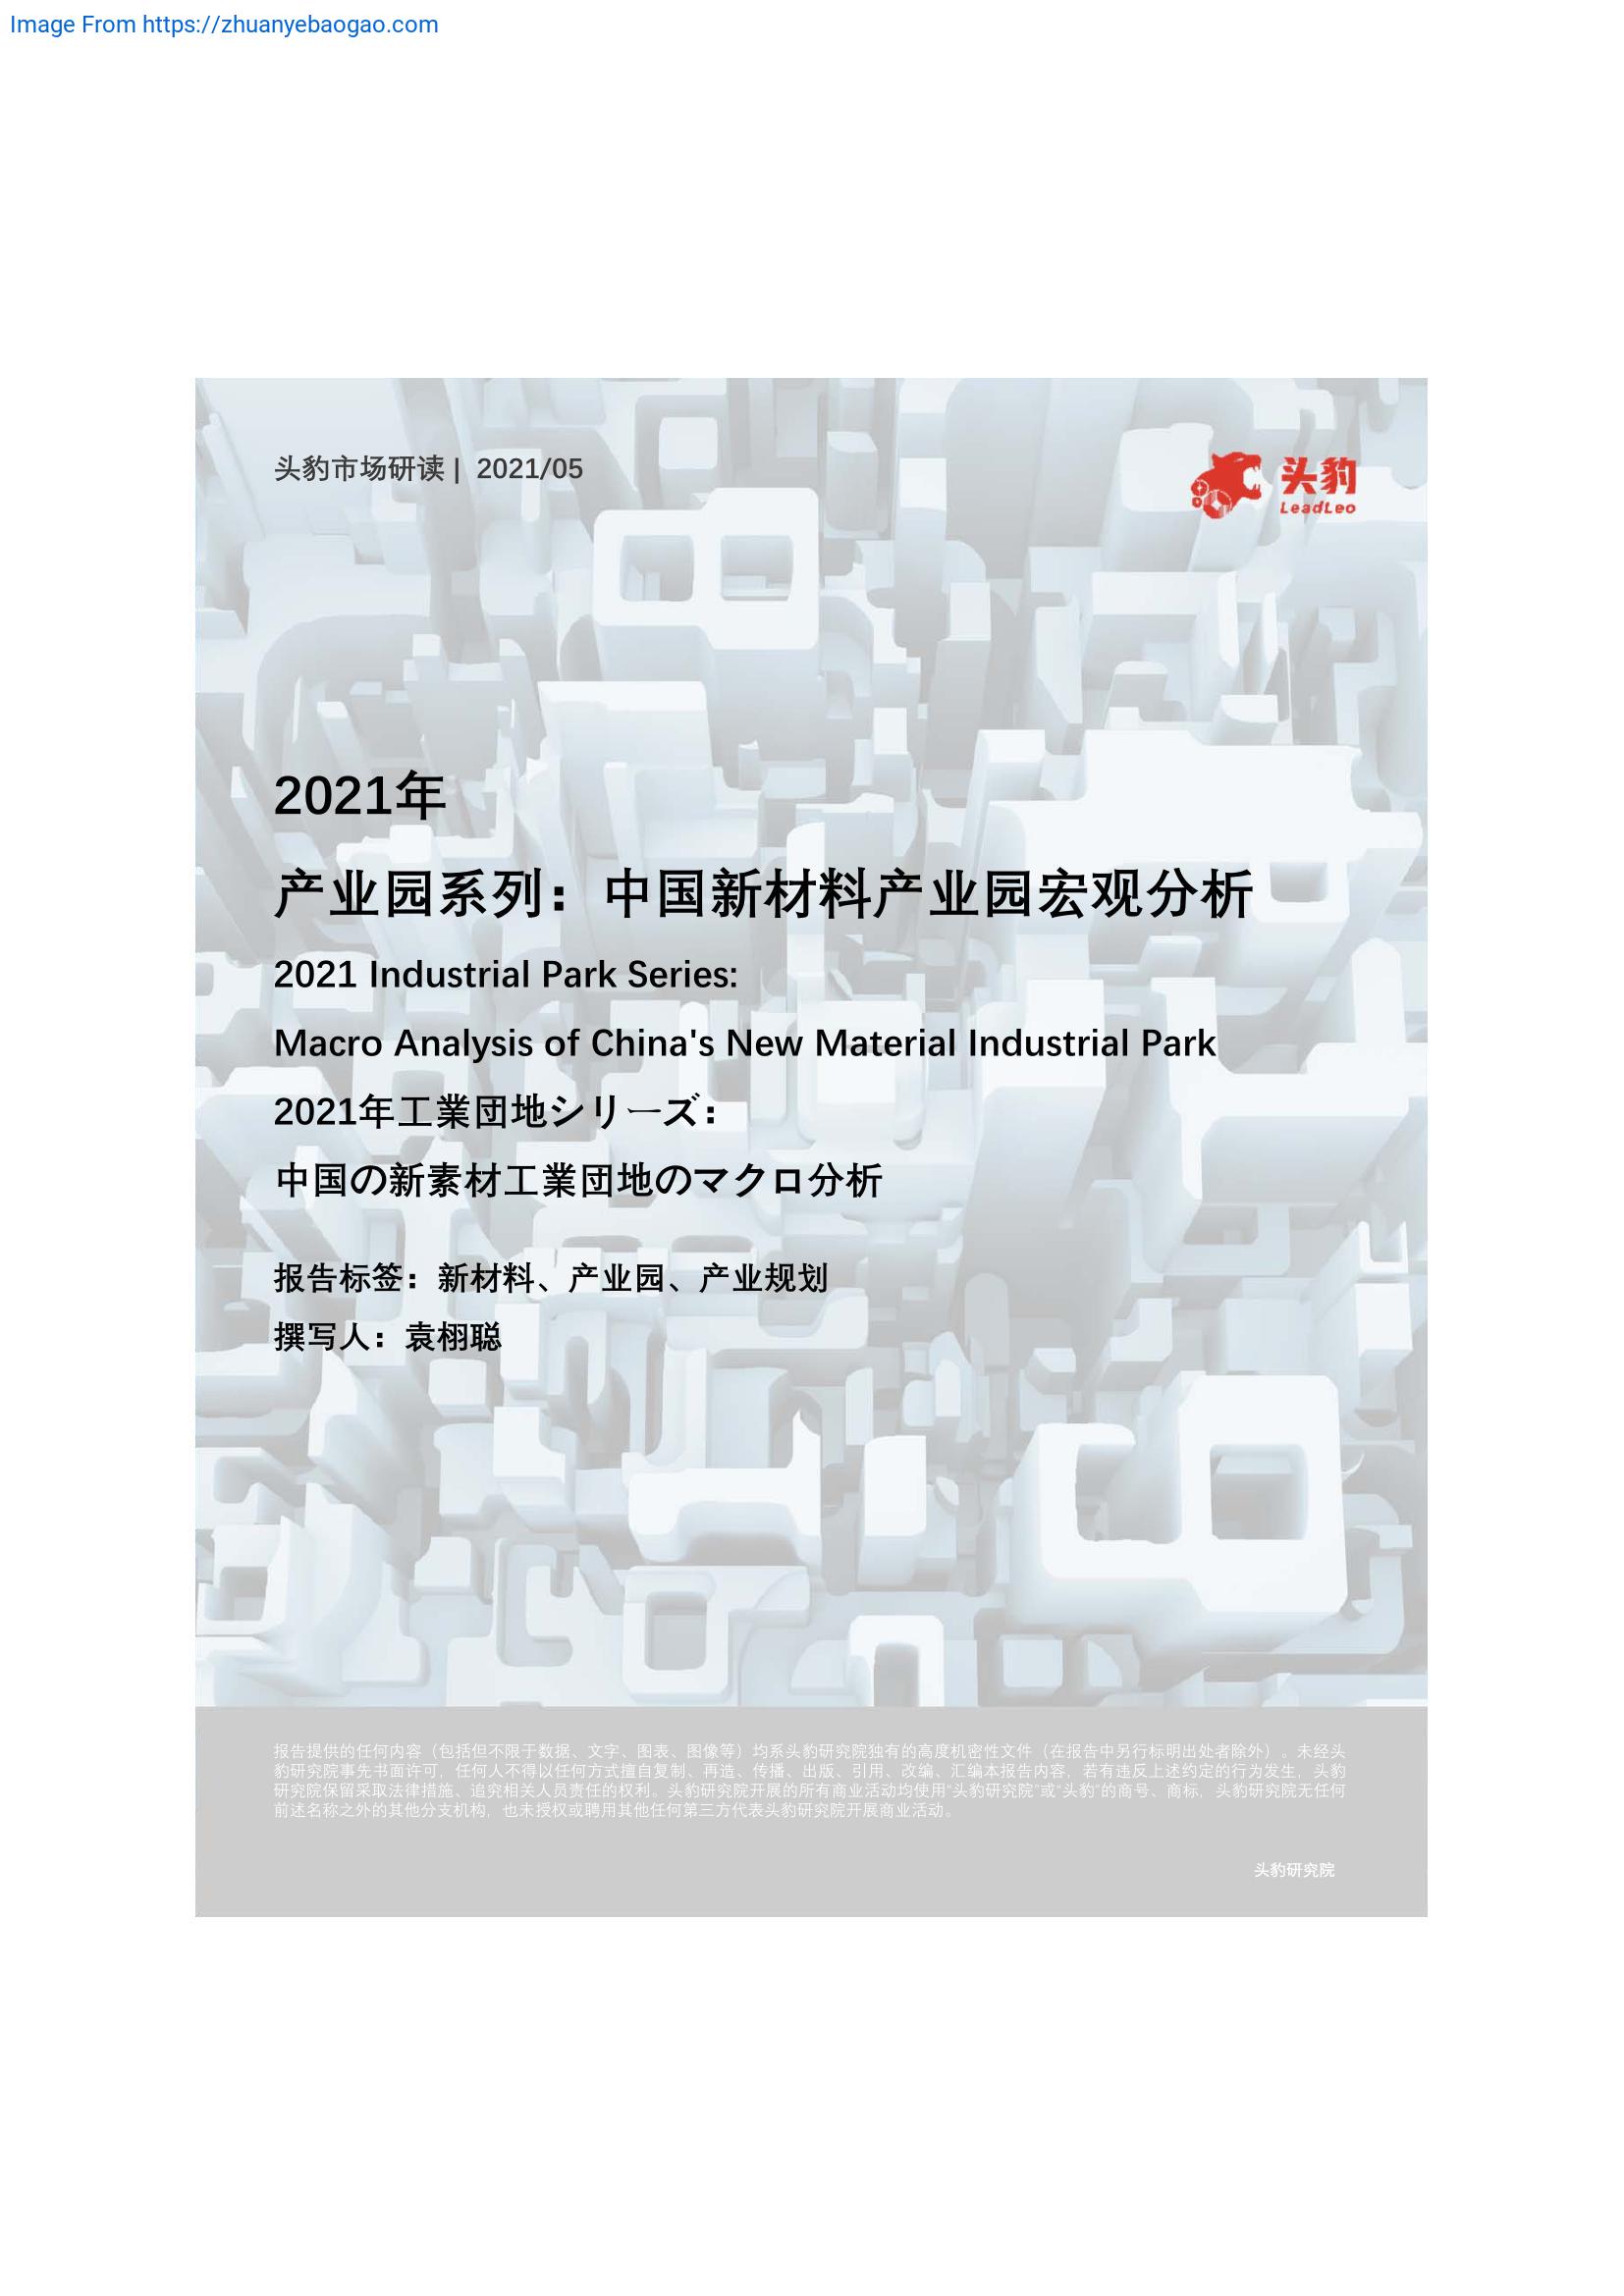 Image From https://zhuanyebaogao.com
头豹市场研读 | 2021/05
头豹
LeadLeo
2021年
产业园系列：中国新材料产业园宏观分析
2021 Industrial Park Series:
Macro Analysis of China's New Material Industrial Park
2021年工業団地シリーズ：
中国の新素材工業団地のマクロ分析
报告标签：新材料、产业园、产业规划
撰写人：袁栩聪
报告提供的任何内容（包括但不限于数据、文字、图表、图像等）均系头豹研究院独有的高度机密性文件（在报告中另行标明出处者除外）。未经头
豹研究院事先书面许可，任何人不得以任何方式擅自复制、再造、传播、出版、引用、改编、汇编本报告内容，若有违反上述约定的行为发生，头豹
研究院保留采取法律措施、追究相关人员责任的权利。头豹研究院开展的所有商业活动均使用“头豹研究院”或“头豹”的商号、商标，头豹研究院无任何
前述名称之外的其他分支机构，也未授权或聘用其他任何第三方代表头豹研究院开展商业活动。
头豹研究院